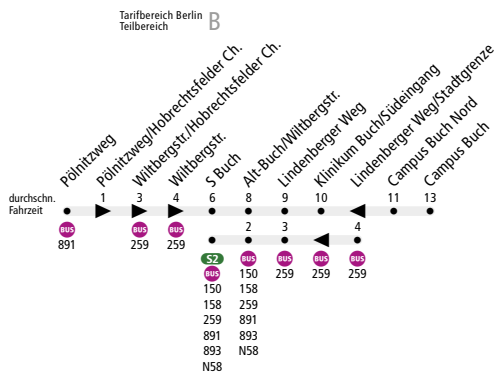 Tarifbereich Berlin B
Teilbereich
Pölnitzweg
Pölnitzweg/Hobrechtsfelder Ch.
Wiltbergstr./Hobrechtsfelder Ch.
Wiltbergstr.
S Buch
Alt-Buch/Wiltbergstr.
Lindenberger Weg
Klinikum Buch/Südeingang
Lindenberger Weg/Stadtgrenze
Campus Buch Nord
Campus Buch
durchschn. 1 3 4 6 8 9 10 11 13
Fahrzeit
2 3 4
BUS BUS BUS S2 BUS BUS BUS BUS
891 259 259 BUS 150 259 259 259
150 158
158 259
259 891
891 893
893 N58
N58